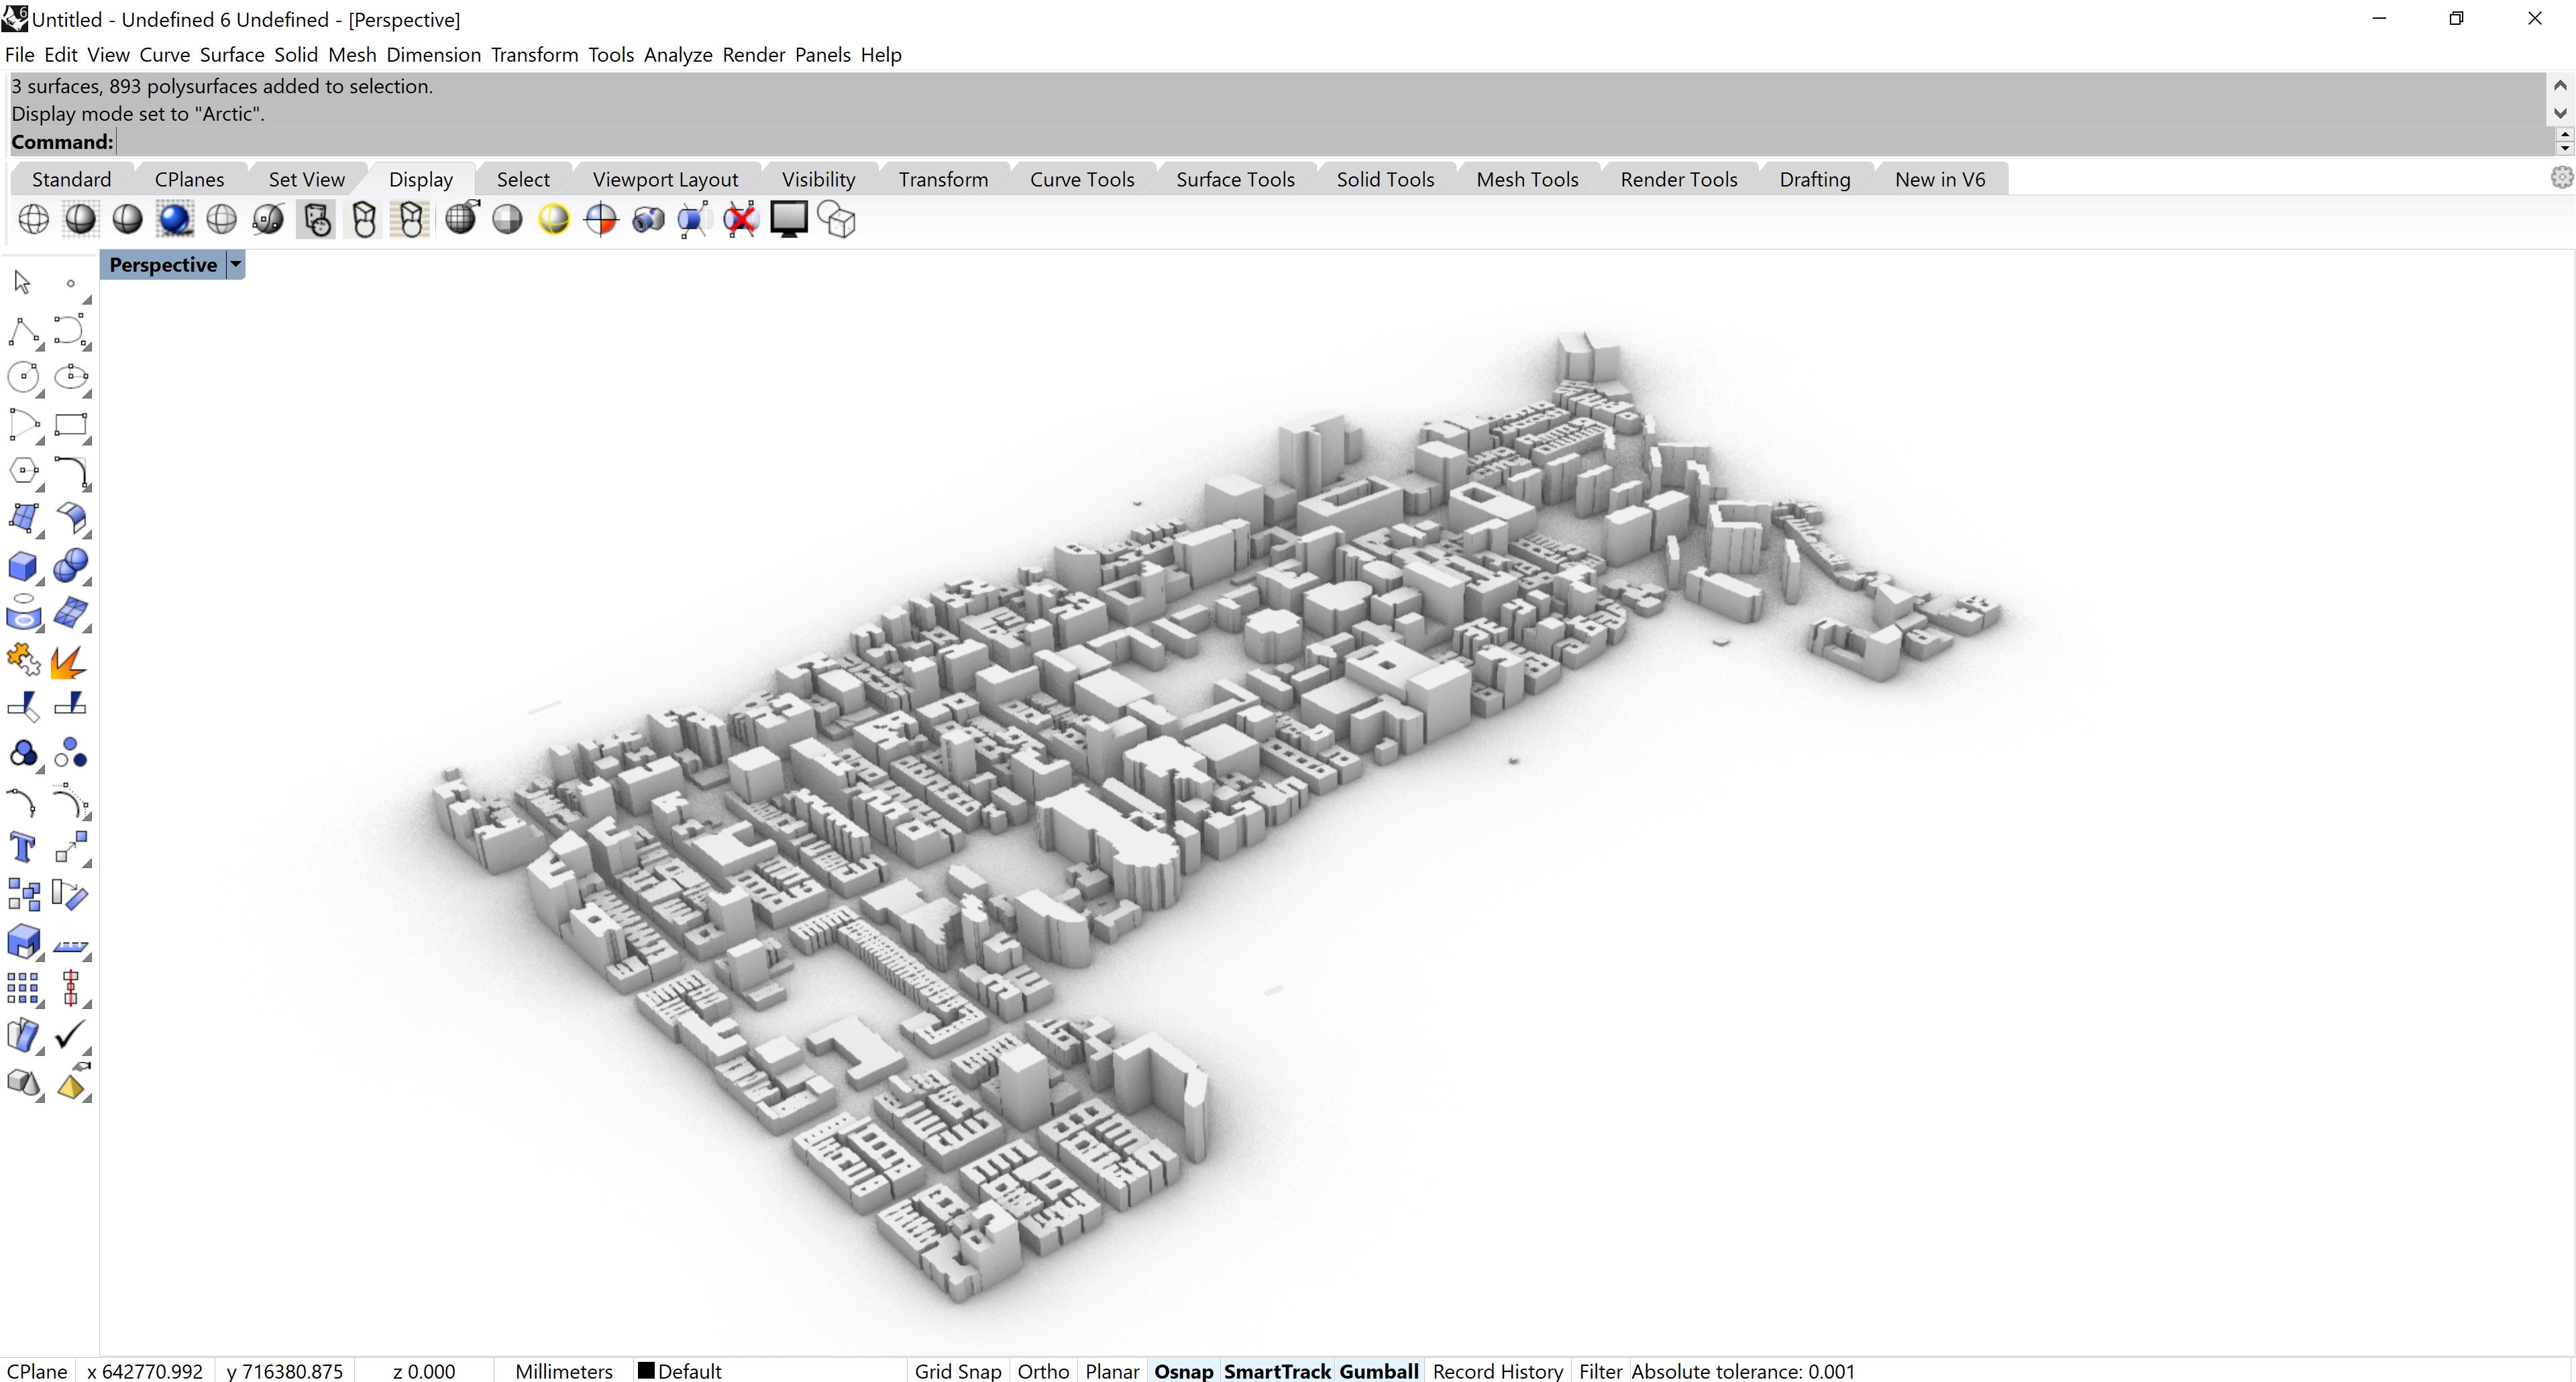 Untitled - Undefined 6 Undefined - [Perspective]
File Edit View Curve Surface Solid Mesh Dimension Transform Tools Analyze Render Panels Help
3 surfaces, 893 polysurfaces added to selection.
Display mode set to "Arctic".
Command:
Standard CPlanes Set View Display Select Viewport Layout Visibility Transform Curve Tools Surface Tools Solid Tools Mesh Tools Render Tools Drafting New in V6
Perspective
CPlane x 642770.992 y 716380.875 z 0.000 Millimeters Default Grid Snap Ortho Planar Osnap SmartTrack Gumball Record History Filter Absolute tolerance: 0.001